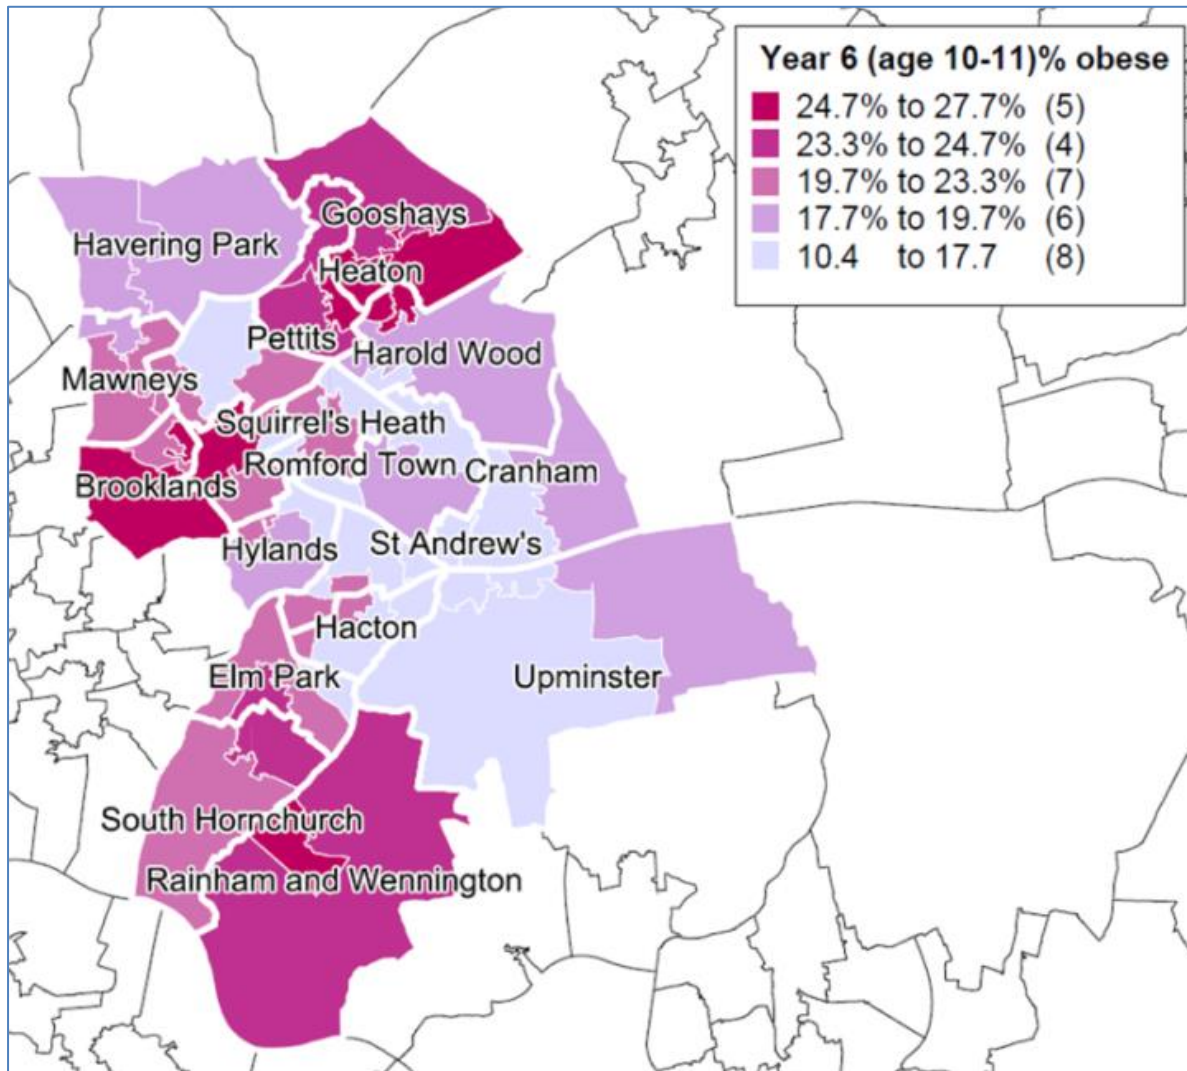 Year 6 (age 10-11)% obese
24.7% to 27.7% (5)
23.3% to 24.7% (4)
19.7% to 23.3% (7)
17.7% to 19.7% (6)
10.4 to 17.7 (8)
Gooshays
Havering Park
Heaton
Pettits
Harold Wood
Mawneys
Squirrel's Heath
Romford Town
Cranham
Brooklands
Hylands
St Andrew's
Hacton
Elm Park
Upminster
South Hornchurch
Rainham and Wennington